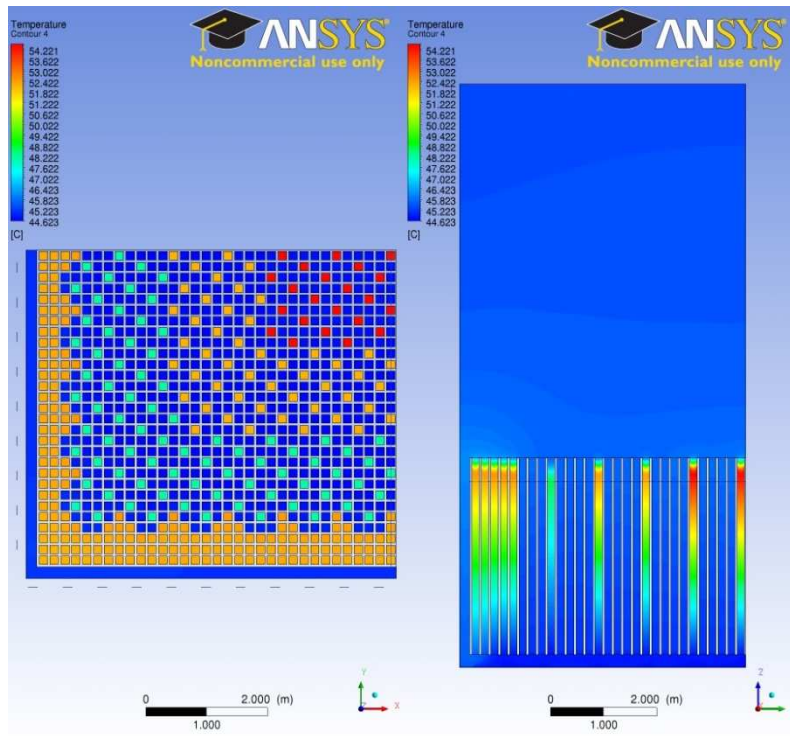 Temperature
Contour 4
54.221
53.622
53.022
52.422
51.822
51.222
50.622
50.022
49.422
48.822
48.222
47.622
47.022
46.423
45.823
45.223
44.623
[C]
ANSYS
Noncommercial use only
0 2.000 (m)
1.000
Y
X
Temperature
Contour 4
54.221
53.622
53.022
52.422
51.822
51.222
50.622
50.022
49.422
48.822
48.222
47.622
47.022
46.423
45.823
45.223
44.623
[C]
ANSYS
Noncommercial use only
0 2.000 (m)
1.000
Z